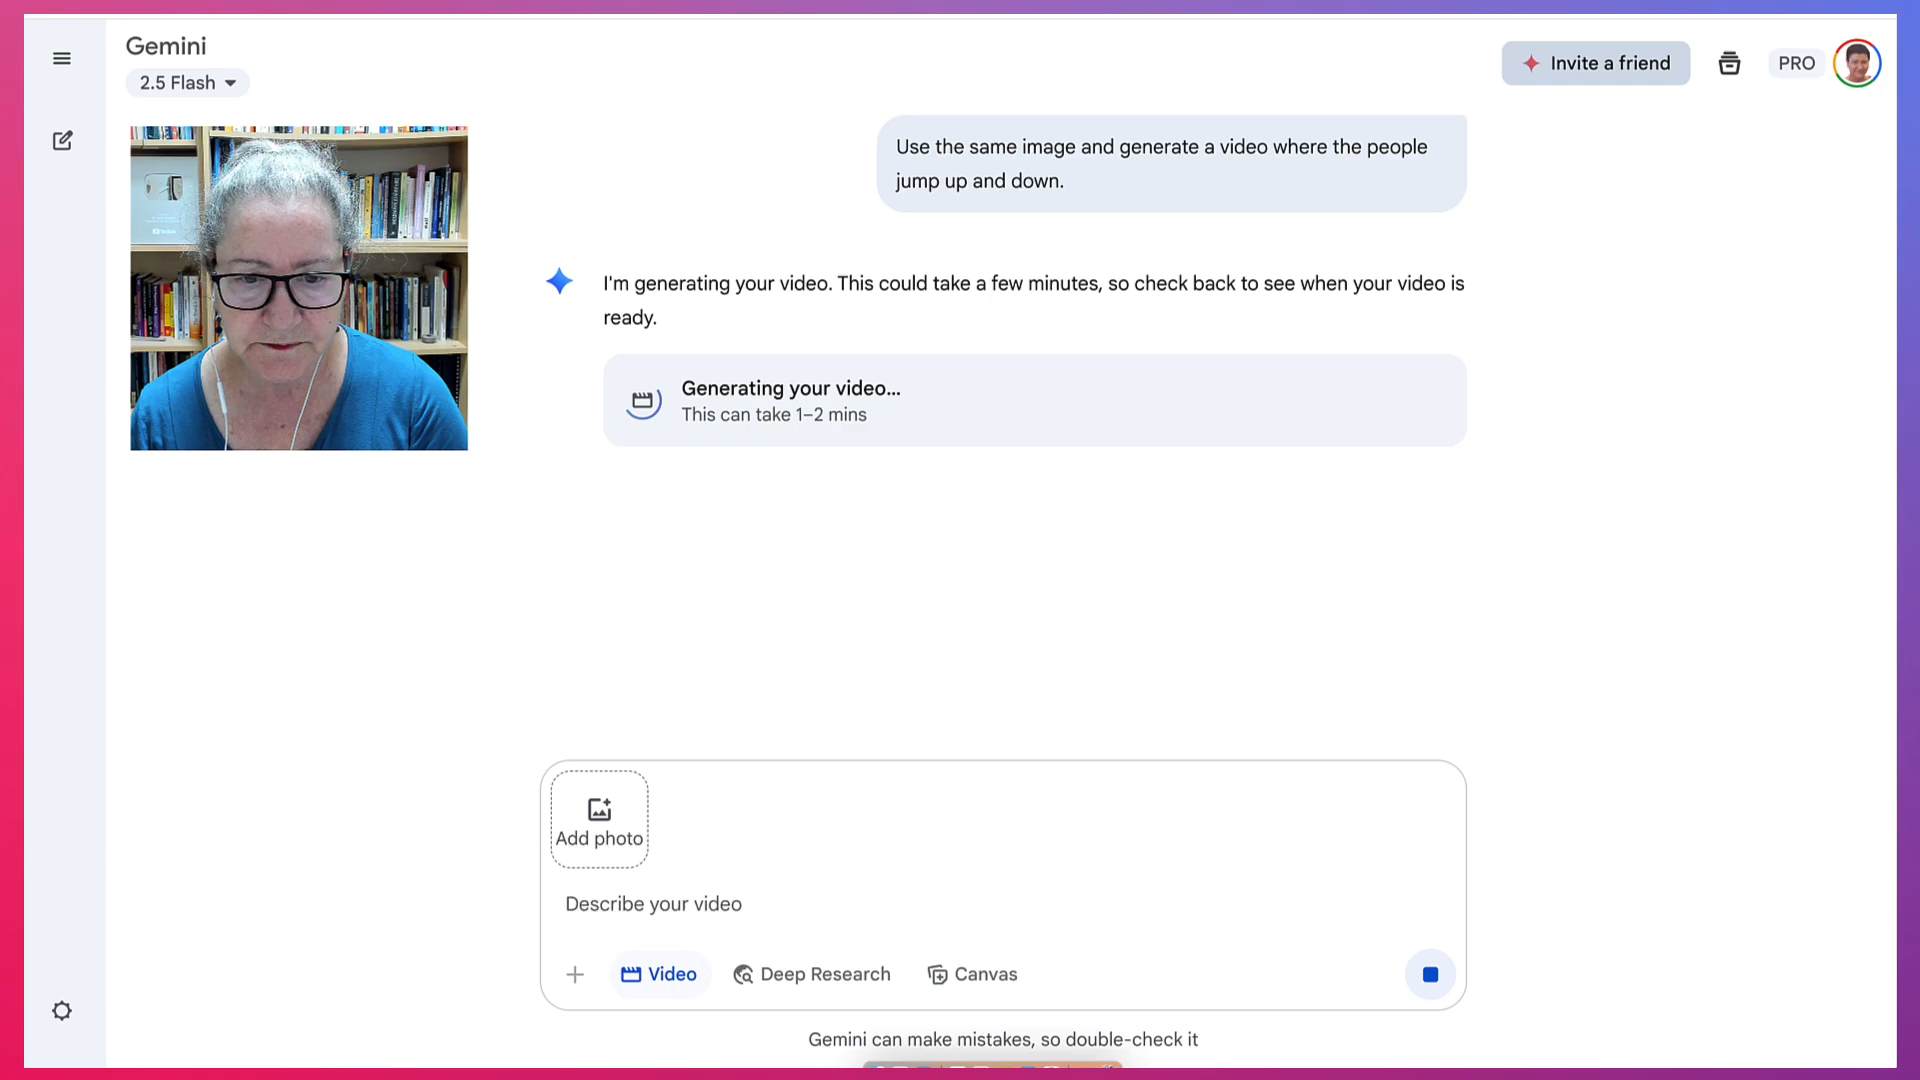 Gemini
2.5 Flash
Invite a friend
PRO
Use the same image and generate a video where the people
jump up and down.
I'm generating your video. This could take a few minutes, so check back to see when your video is
ready.
Generating your video...
This can take 1–2 mins
Add photo
Describe your video
Video
Deep Research
Canvas
Gemini can make mistakes, so double-check it